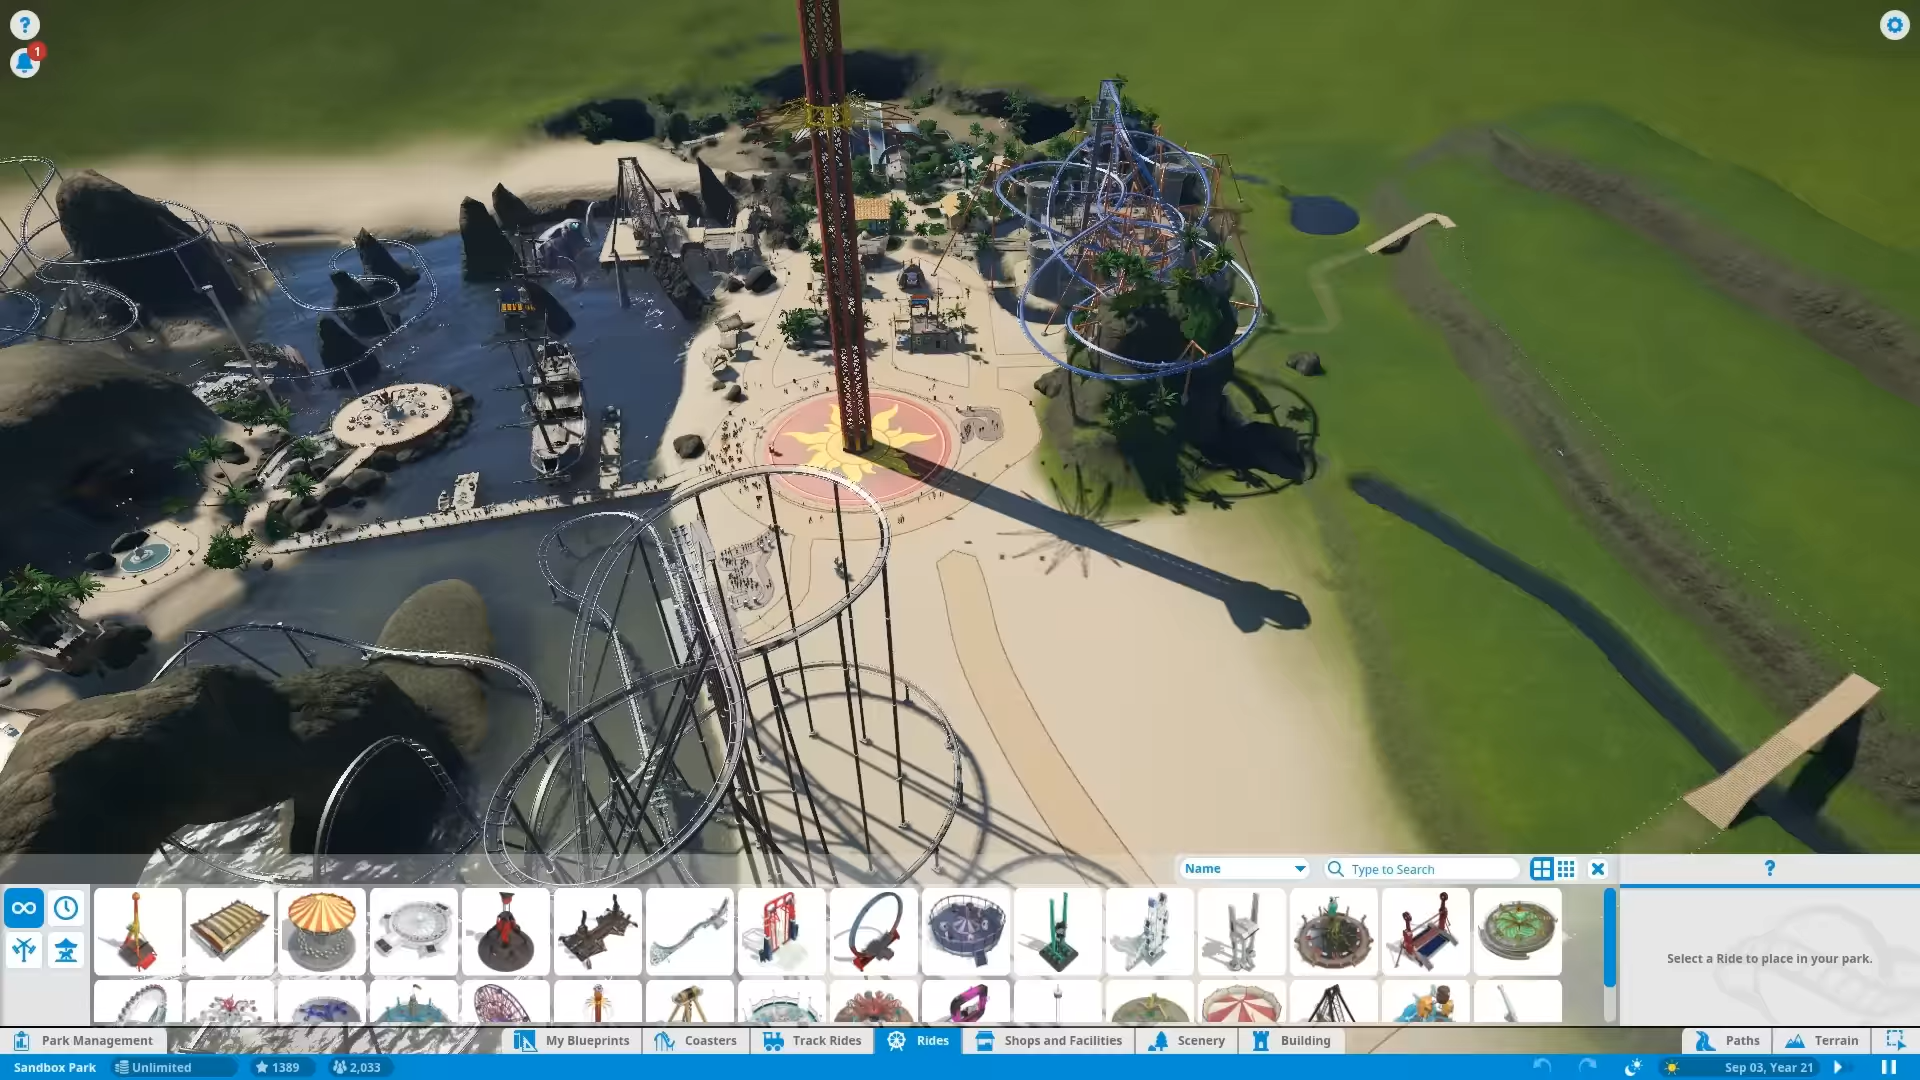 ?
1
Name
Type to Search
?
Select a Ride to place in your park.
Park Management
My Blueprints
Coasters
Track Rides
Rides
Shops and Facilities
Scenery
Building
Paths
Terrain
Sandbox Park
Unlimited
1389
2,033
Sep 03, Year 21